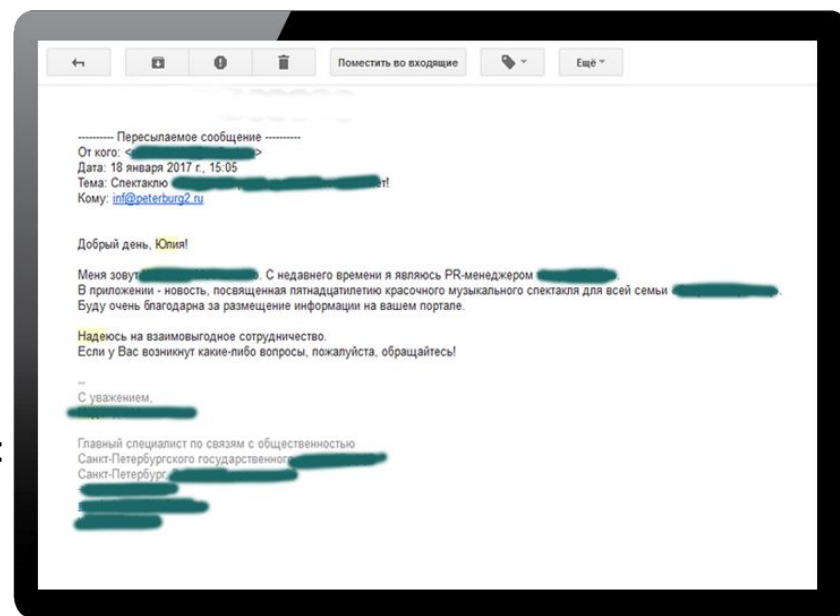 Поместить во входящие Ещё
---------- Пересылаемое сообщение ----------
От кого: < >
Дата: 18 января 2017 г., 15:05
Тема: Спектаклю т!
Кому: inf@peterburg2.ru
Добрый день, Юлия!
Меня зовут . С недавнего времени я являюсь PR-менеджером .
В приложении - новость, посвященная пятнадцатилетию красочного музыкального спектакля для всей семьи .
Буду очень благодарна за размещение информации на вашем портале.
Надеюсь на взаимовыгодное сотрудничество.
Если у Вас возникнут какие-либо вопросы, пожалуйста, обращайтесь!
--
С уважением,
Главный специалист по связям с общественностью
Санкт-Петербургского государственного
Санкт-Петербург,
: